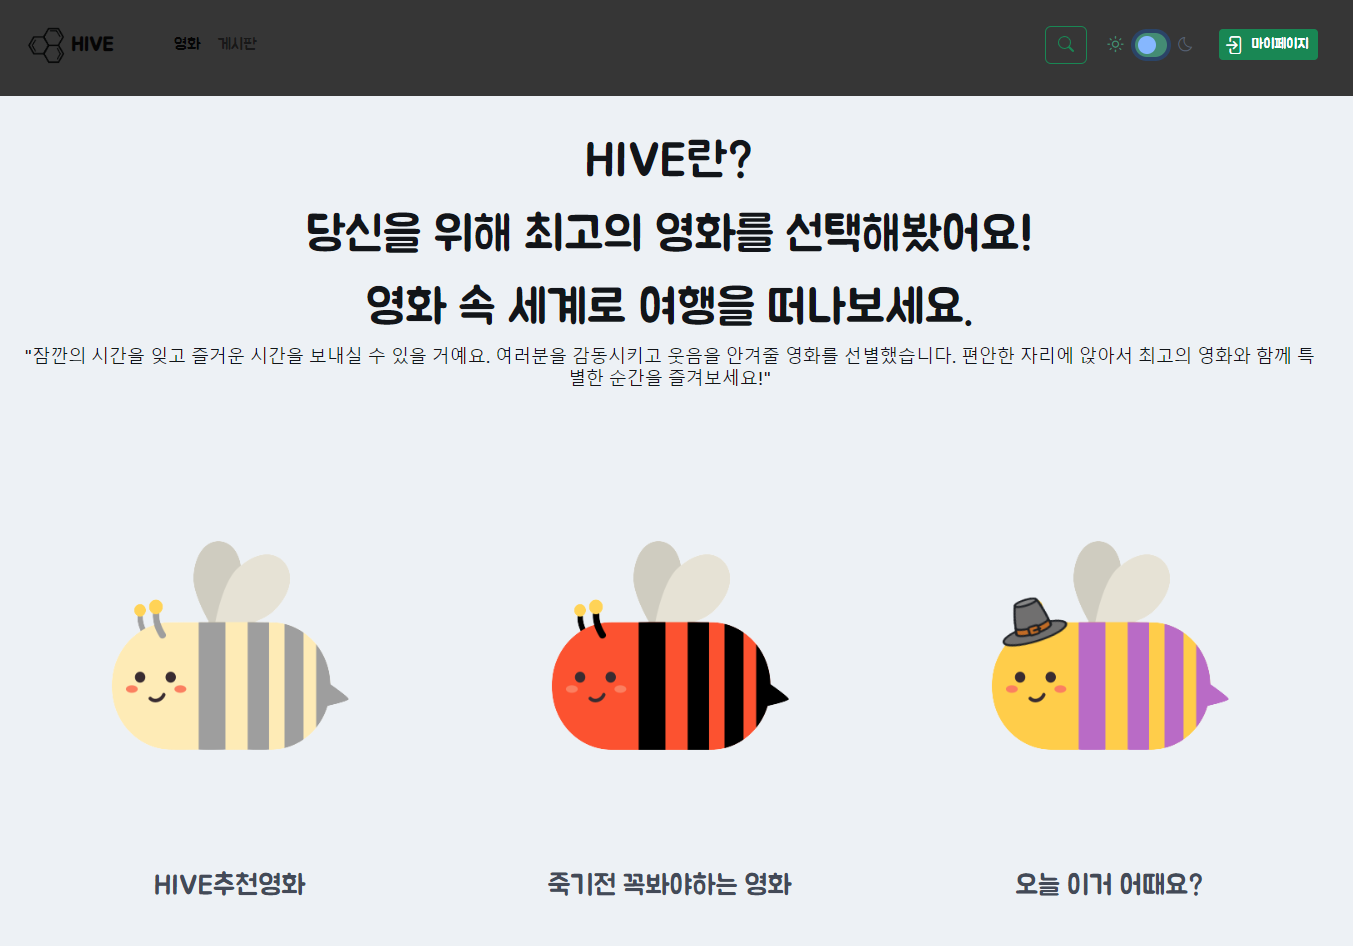 HIVE 영화 게시판 마이페이지
HIVE란?
당신을 위해 최고의 영화를 선택해봤어요!
영화 속 세계로 여행을 떠나보세요.
"잠깐의 시간을 잊고 즐거운 시간을 보내실 수 있을 거예요. 여러분을 감동시키고 웃음을 안겨줄 영화를 선별했습니다. 편안한 자리에 앉아서 최고의 영화와 함께 특
별한 순간을 즐겨보세요!"
HIVE추천영화 죽기전 꼭봐야하는 영화 오늘 이거 어때요?